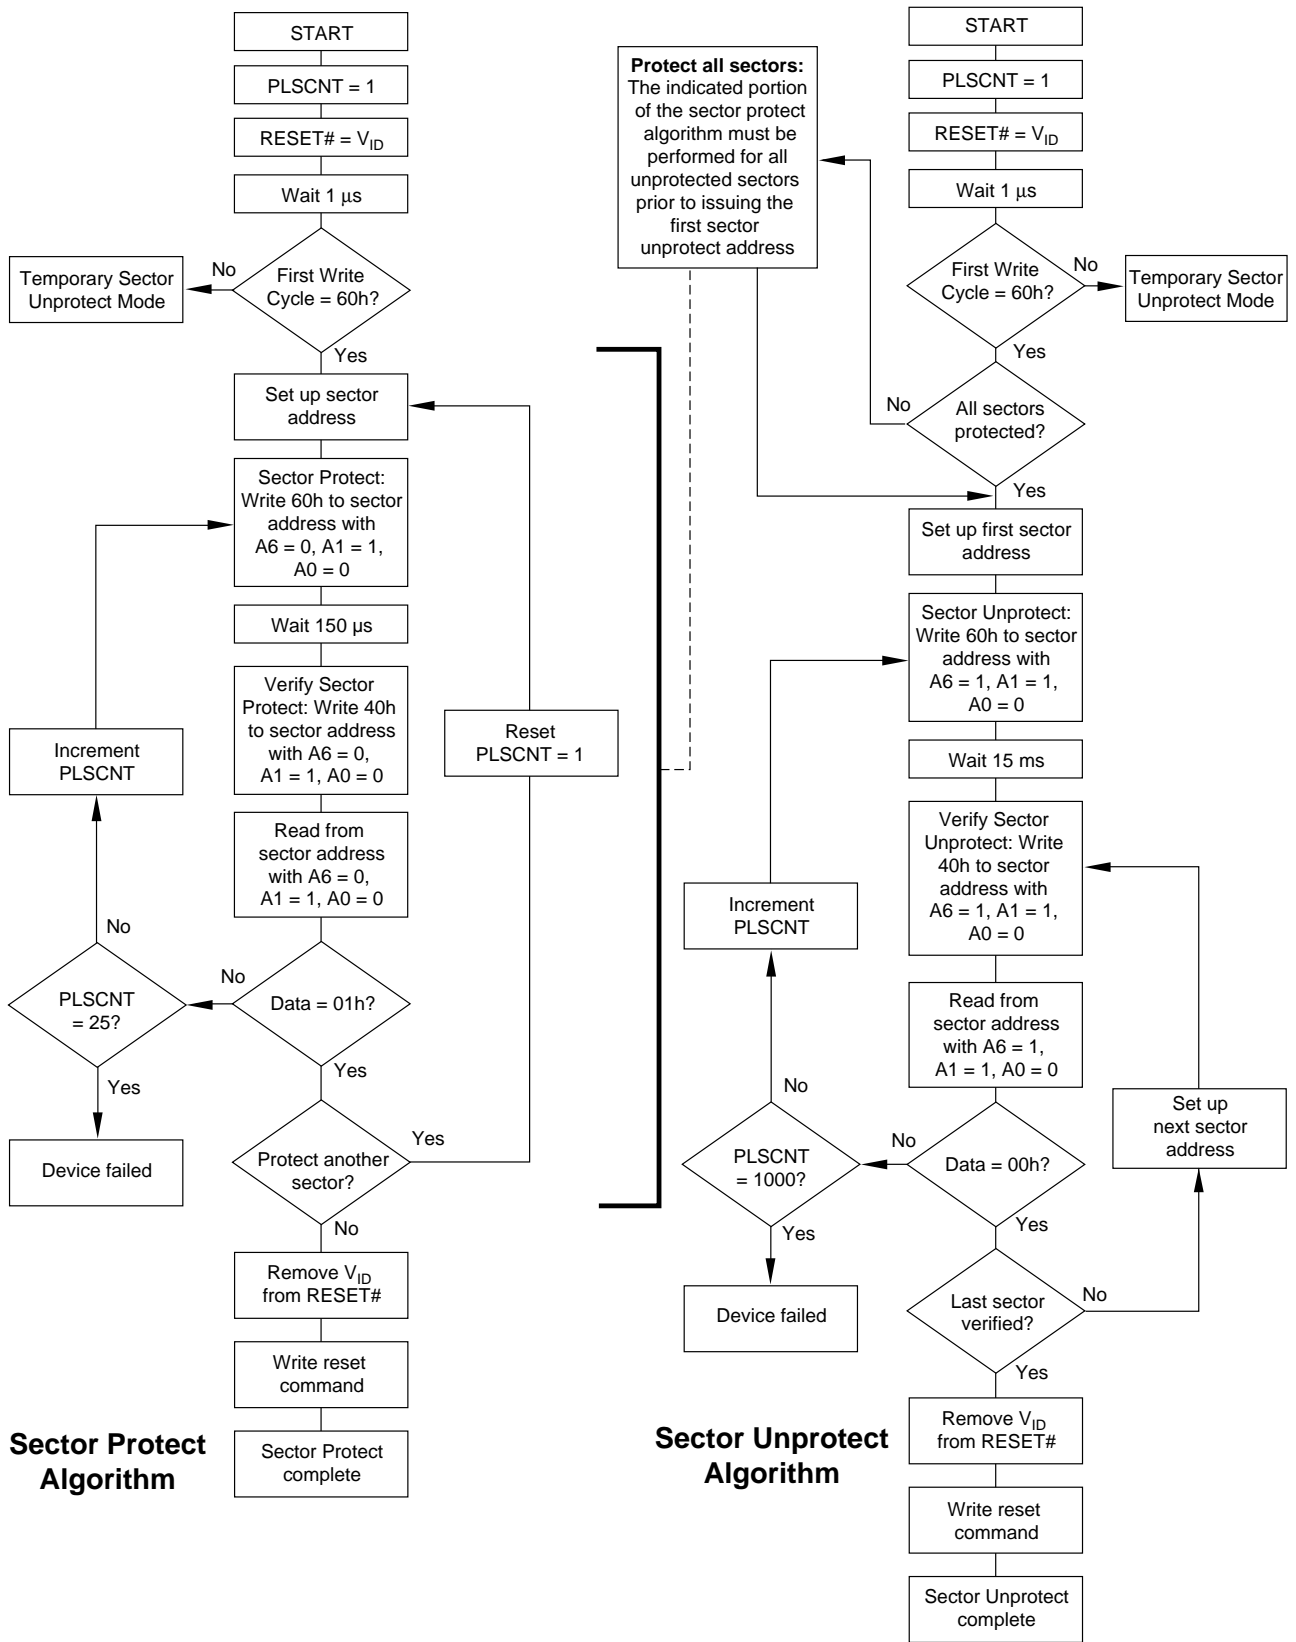 START
PLSCNT = 1
RESET# = VID
Wait 1 μs
First Write
Cycle = 60h?
No
Temporary Sector
Unprotect Mode
Yes
Set up sector
address
Sector Protect:
Write 60h to sector
address with
A6 = 0, A1 = 1,
A0 = 0
Wait 150 µs
Verify Sector
Protect: Write 40h
to sector address
with A6 = 0,
A1 = 1, A0 = 0
Reset
PLSCNT = 1
Increment
PLSCNT
Read from
sector address
with A6 = 0,
A1 = 1, A0 = 0
No
No
PLSCNT
= 25?
Data = 01h?
Yes
Yes
Device failed
Protect another
sector?
Yes
No
Remove VID
from RESET#
Write reset
command
Sector Protect
complete
Sector Protect
Algorithm
Protect all sectors:
The indicated portion
of the sector protect
algorithm must be
performed for all
unprotected sectors
prior to issuing the
first sector
unprotect address
START
PLSCNT = 1
RESET# = VID
Wait 1 μs
First Write
Cycle = 60h?
No
Temporary Sector
Unprotect Mode
Yes
No
All sectors
protected?
Yes
Set up first sector
address
Sector Unprotect:
Write 60h to sector
address with
A6 = 1, A1 = 1,
A0 = 0
Wait 15 ms
Verify Sector
Unprotect: Write
40h to sector
address with
A6 = 1, A1 = 1,
A0 = 0
Increment
PLSCNT
Read from
sector address
with A6 = 1,
A1 = 1, A0 = 0
No
Set up
next sector
address
No
PLSCNT
= 1000?
Data = 00h?
Yes
Yes
Device failed
Last sector
verified?
No
Yes
Remove VID
from RESET#
Write reset
command
Sector Unprotect
complete
Sector Unprotect
Algorithm